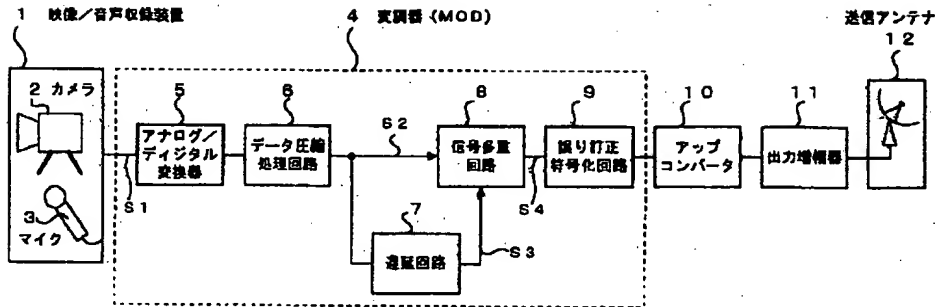 1 映像/音声収録装置
4 変調器(MOD)
送信アンテナ
12
2 カメラ
3
マイク
S1
5
アナログ/
ディジタル
変換器
6
データ圧縮
処理回路
S2
7
遅延回路
S3
8
信号多重
回路
S4
9
誤り訂正
符号化回路
10
アップ
コンバータ
11
出力増幅器